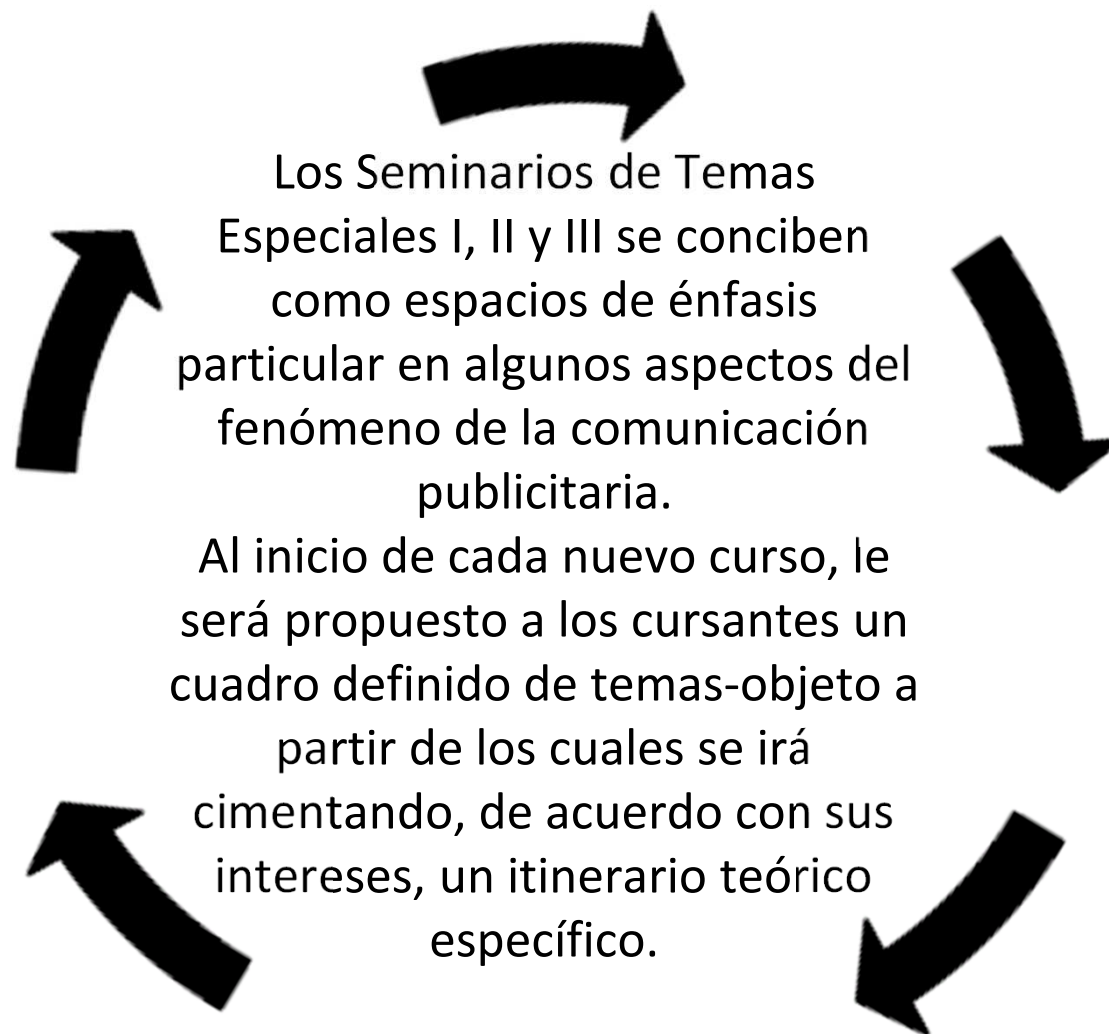 Los Seminarios de Temas
Especiales I, II y III se conciben
como espacios de énfasis
particular en algunos aspectos del
fenómeno de la comunicación
publicitaria.
Al inicio de cada nuevo curso, le
será propuesto a los cursantes un
cuadro definido de temas-objeto a
partir de los cuales se irá
cimentando, de acuerdo con sus
intereses, un itinerario teórico
específico.